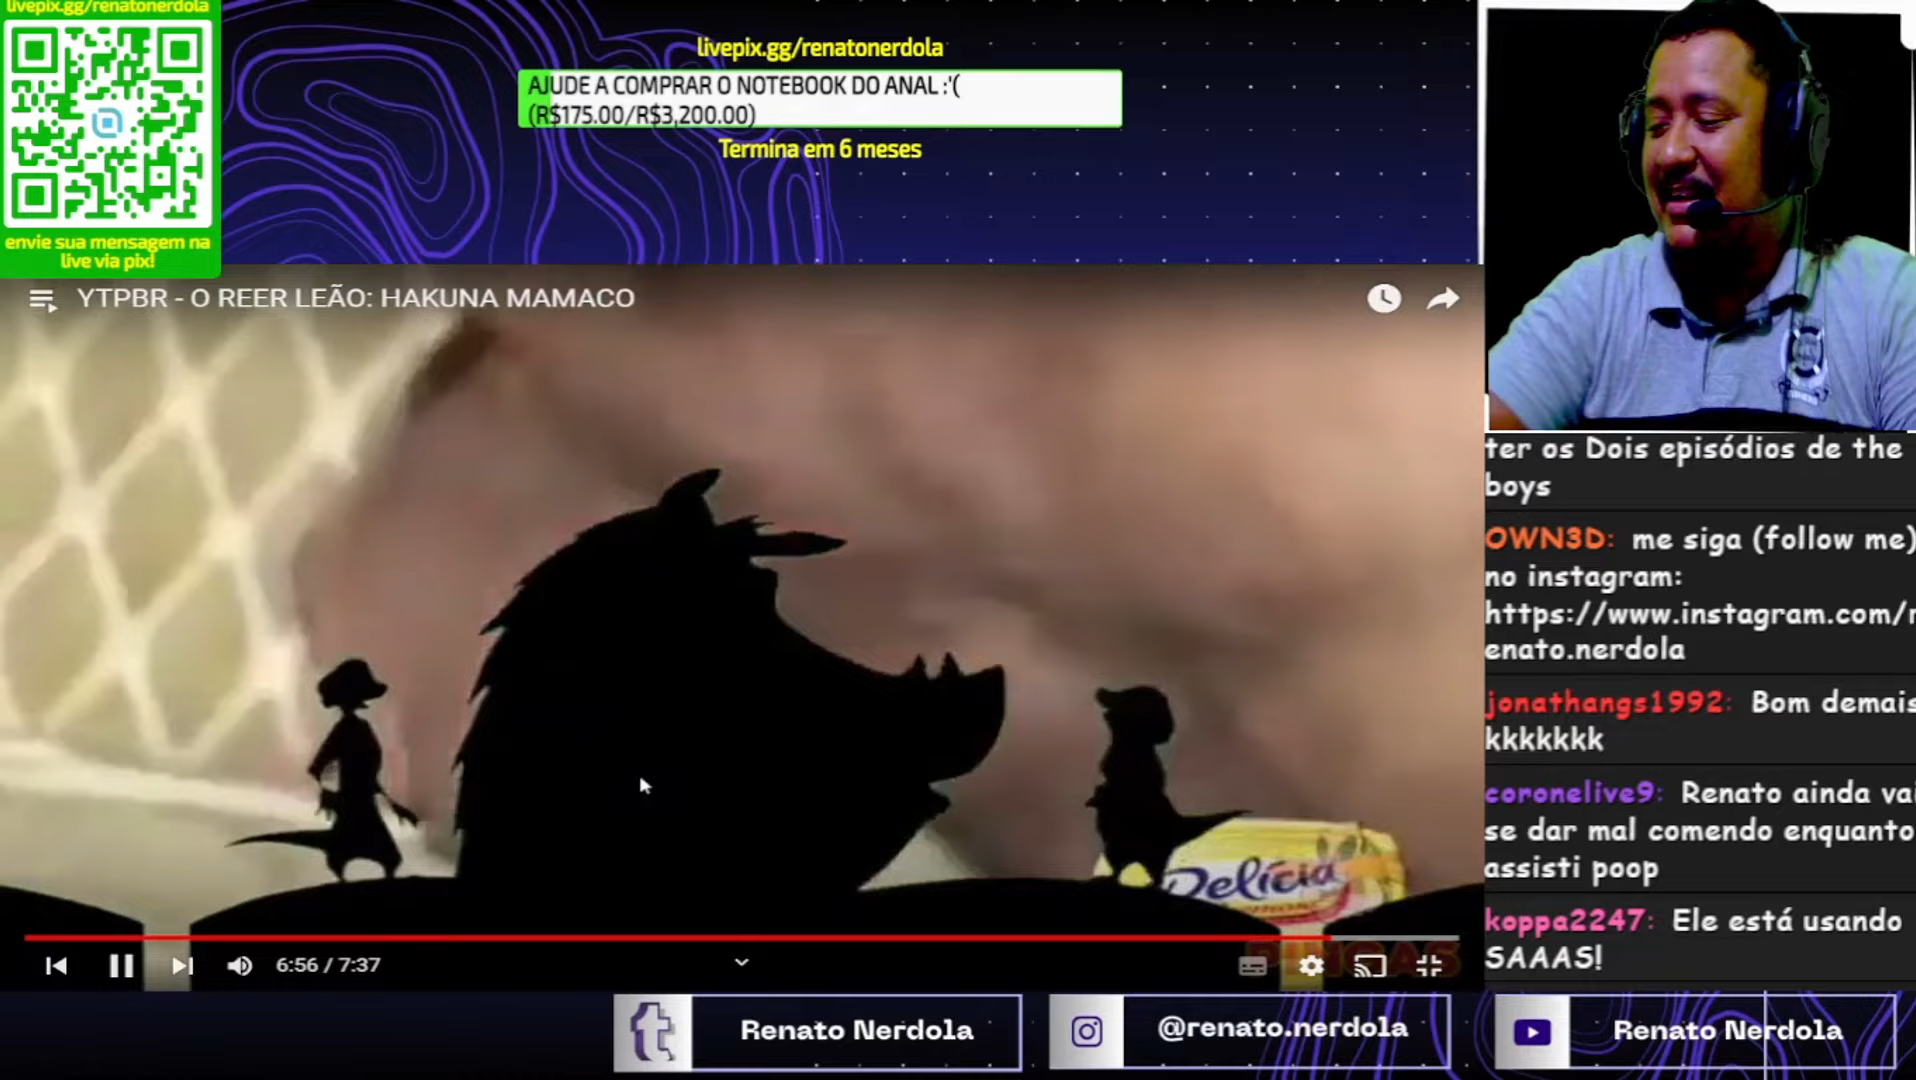 livepix.gg/renatonerdola
envie sua mensagem na
live via pix!
livepix.gg/renatonerdola
AJUDE A COMPRAR O NOTEBOOK DO ANAL :'(
(R$175.00/R$3,200.00)
Termina em 6 meses
YTPBR - O REER LEÃO: HAKUNA MAMACO
Delícia
6:56 / 7:37
ter os Dois episódios de the
boys
OWN3D: me siga (follow me)
no instagram:
https://www.instagram.com/r
enato.nerdola
jonathangs1992: Bom demais
kkkkkkk
coronelive9: Renato ainda vai
se dar mal comendo enquanto
assisti poop
koppa2247: Ele está usando
SAAAS!
Renato Nerdola
@renato.nerdola
Renato Nerdola